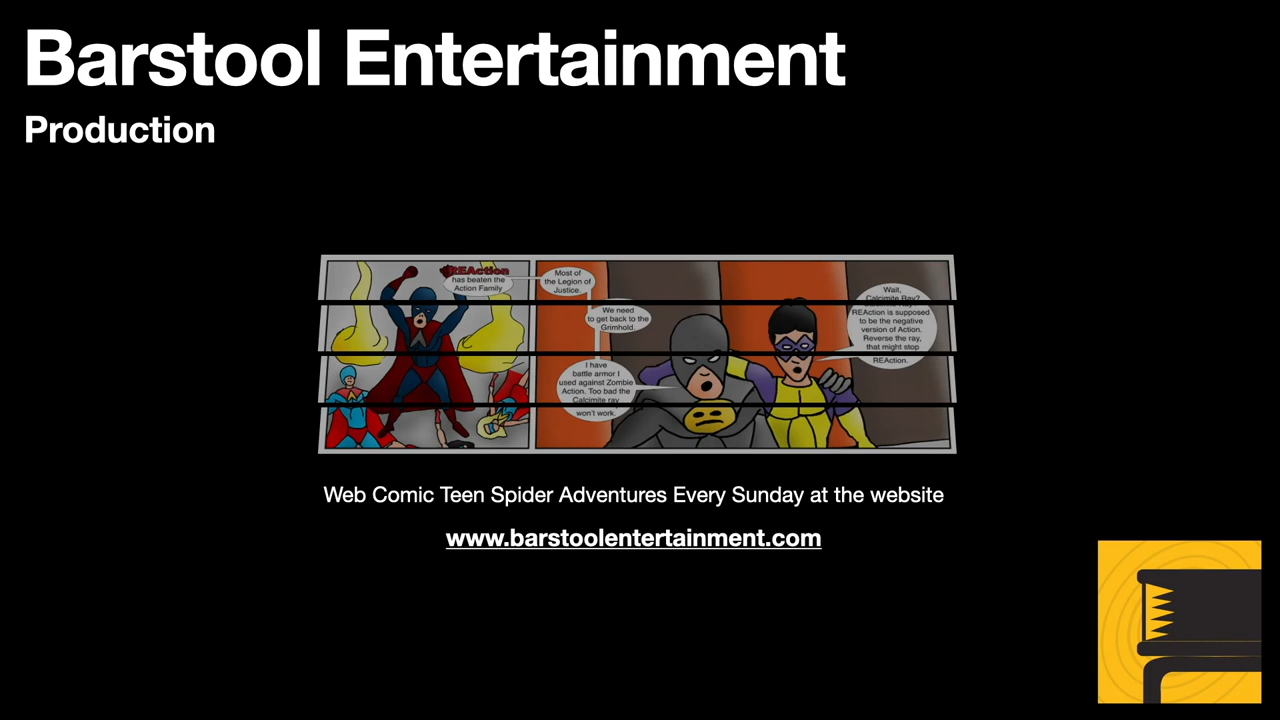 Barstool Entertainment
Production
REAction
has beaten the
Action Family
Most of
the Legion of
Justice.
We need
to get back to the
Grimhold.
I have
battle armor I
used against Zombie
Action. Too bad the
Calcimite ray
won't work.
Wait,
Calcimite Ray?
REAction is supposed
to be the negative
version of Action.
Reverse the ray,
that might stop
REAction.
Web Comic Teen Spider Adventures Every Sunday at the website
www.barstoolentertainment.com